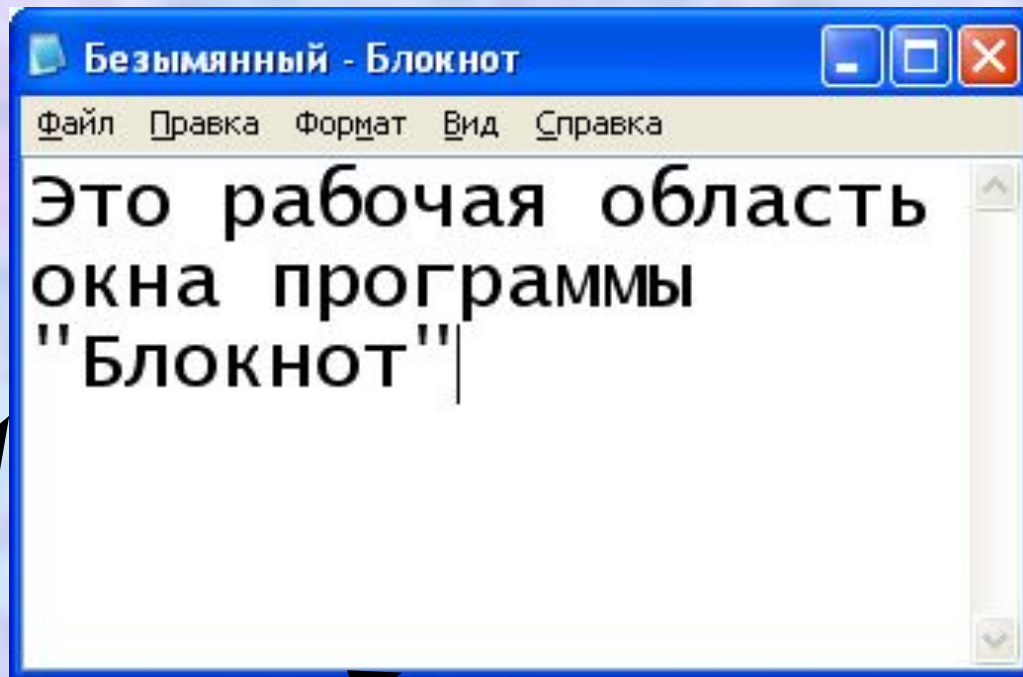 Безымянный - Блокнот
Файл Правка Формат Вид Справка
Это рабочая область
окна программы
"Блокнот"